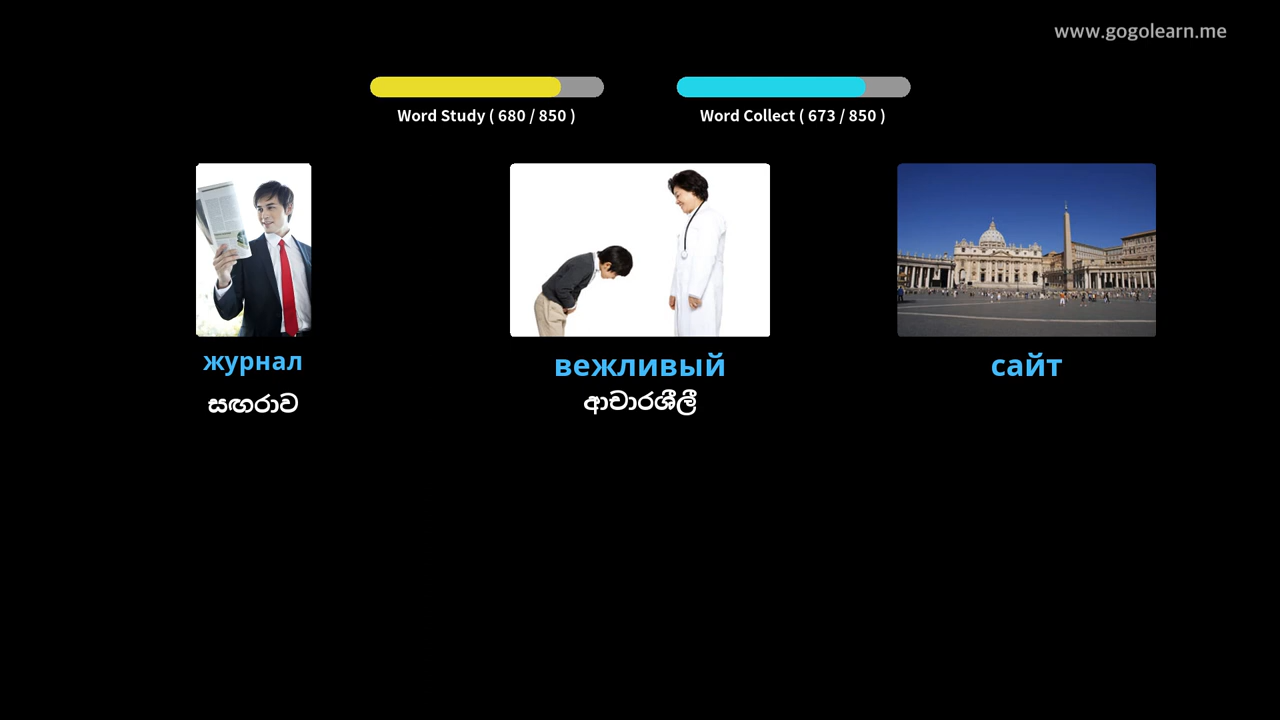 www.gogolearn.me
Word Study ( 680 / 850 )
Word Collect ( 673 / 850 )
журнал
සඟරාව
вежливый
ආචාරශීලී
сайт